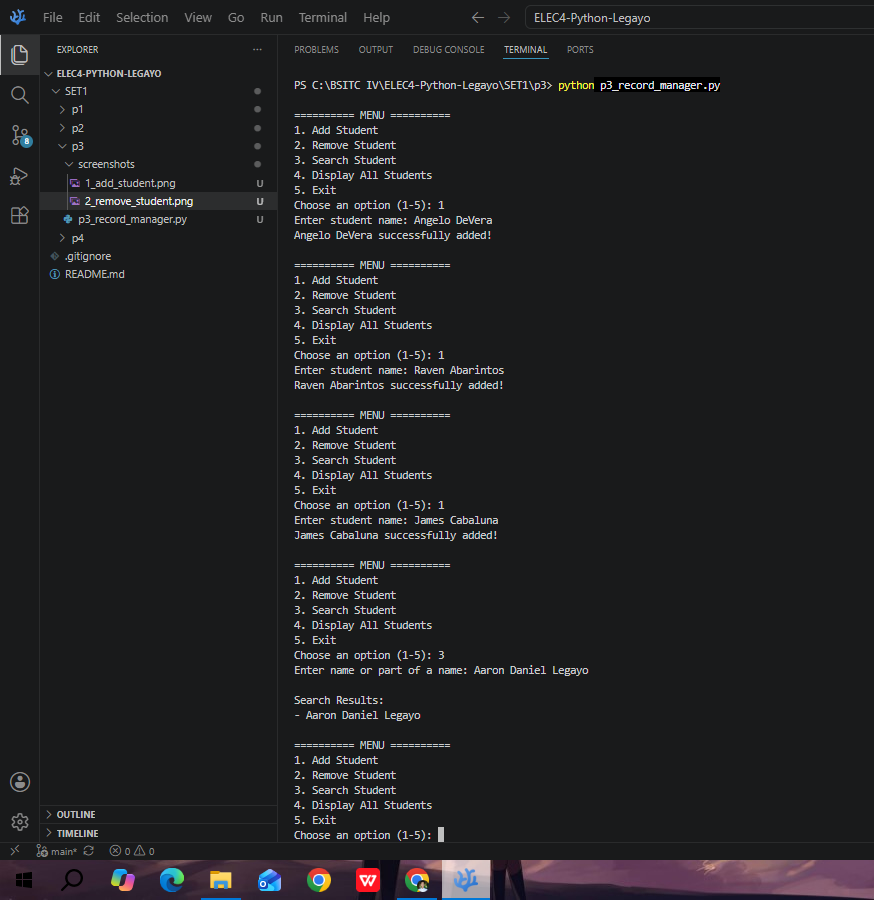 File Edit Selection View Go Run Terminal Help
ELEC4-Python-Legayo
EXPLORER
ELEC4-PYTHON-LEGAYO
SET1
p1
p2
p3
screenshots
1_add_student.png U
2_remove_student.png U
p3_record_manager.py U
p4
.gitignore
README.md
8
OUTLINE
TIMELINE
PROBLEMS OUTPUT DEBUG CONSOLE TERMINAL PORTS
PS C:\BSITC IV\ELEC4-Python-Legayo\SET1\p3> python p3_record_manager.py
========== MENU ==========
1. Add Student
2. Remove Student
3. Search Student
4. Display All Students
5. Exit
Choose an option (1-5): 1
Enter student name: Angelo DeVera
Angelo DeVera successfully added!
========== MENU ==========
1. Add Student
2. Remove Student
3. Search Student
4. Display All Students
5. Exit
Choose an option (1-5): 1
Enter student name: Raven Abarintos
Raven Abarintos successfully added!
========== MENU ==========
1. Add Student
2. Remove Student
3. Search Student
4. Display All Students
5. Exit
Choose an option (1-5): 1
Enter student name: James Cabaluna
James Cabaluna successfully added!
========== MENU ==========
1. Add Student
2. Remove Student
3. Search Student
4. Display All Students
5. Exit
Choose an option (1-5): 3
Enter name or part of a name: Aaron Daniel Legayo
Search Results:
- Aaron Daniel Legayo
========== MENU ==========
1. Add Student
2. Remove Student
3. Search Student
4. Display All Students
5. Exit
Choose an option (1-5):
main* 0 0